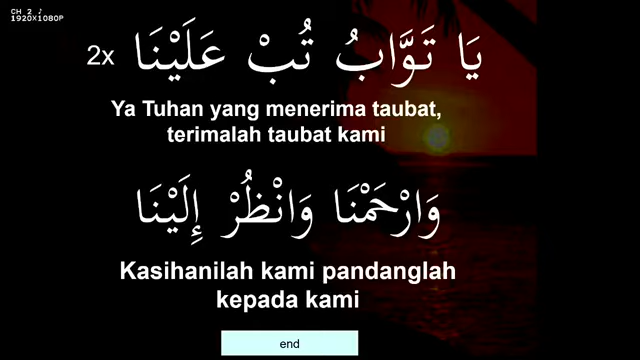 CH 2 ♪
1920X1080P
2x يَا تَوَّابُ تُبْ عَلَيْنَا
Ya Tuhan yang menerima taubat,
terimalah taubat kami
وَارْحَمْنَا وَانْظُرْ إِلَيْنَا
Kasihanilah kami pandanglah
kepada kami
end